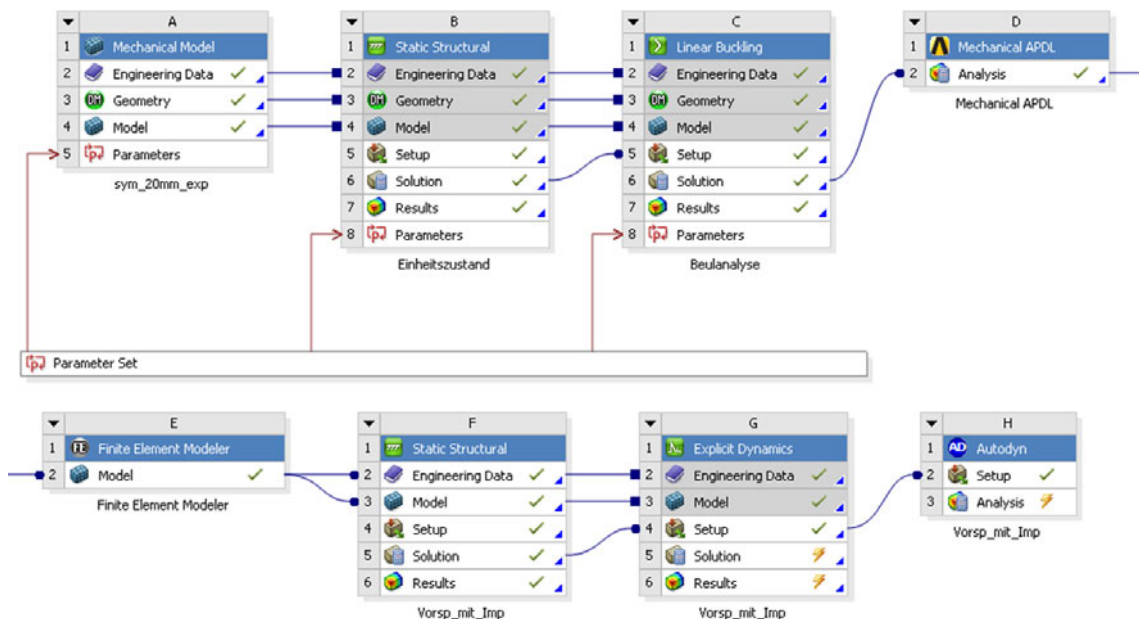 A
1 Mechanical Model
2 Engineering Data
3 DM Geometry
4 Model
5 Parameters
sym_20mm_exp
B
1 Static Structural
2 Engineering Data
3 DM Geometry
4 Model
5 Setup
6 Solution
7 Results
8 Parameters
Einheitszustand
C
1 Linear Buckling
2 Engineering Data
3 DM Geometry
4 Model
5 Setup
6 Solution
7 Results
8 Parameters
Beulanalyse
D
1 Mechanical APDL
2 Analysis
Mechanical APDL
Parameter Set
E
1 FE Finite Element Modeler
2 Model
Finite Element Modeler
F
1 Static Structural
2 Engineering Data
3 Model
4 Setup
5 Solution
6 Results
Vorsp_mit_Imp
G
1 Explicit Dynamics
2 Engineering Data
3 Model
4 Setup
5 Solution
6 Results
Vorsp_mit_Imp
H
1 AD Autodyn
2 Setup
3 Analysis
Vorsp_mit_Imp